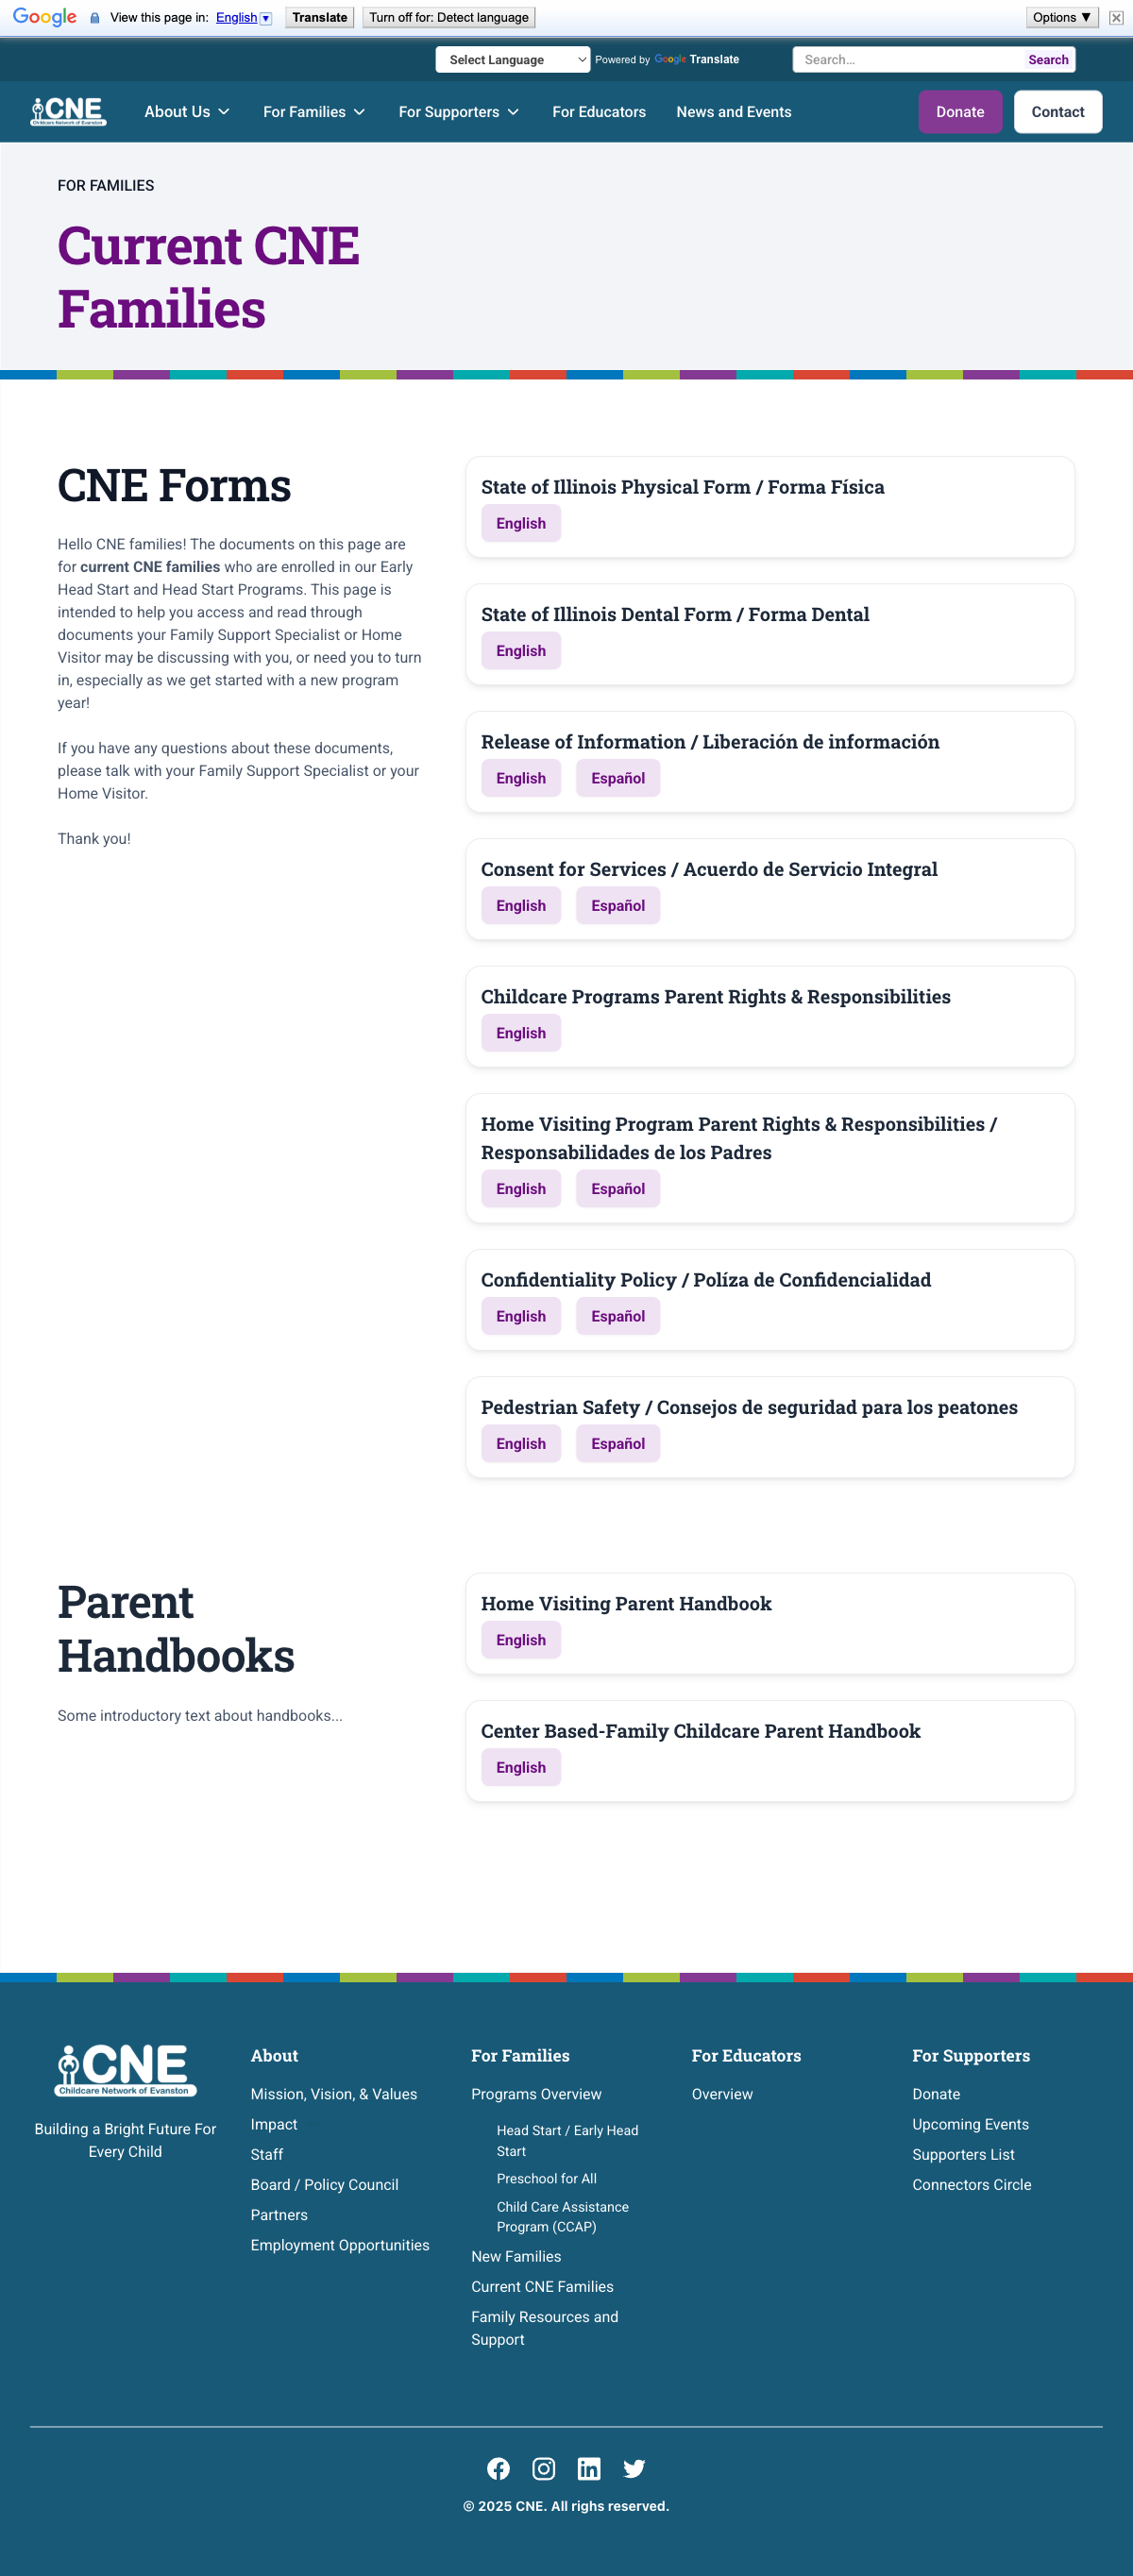 Google View this page in: English Translate Turn off for: Detect language Options ▼
Select Language Powered by Google Translate Search... Search
CNE
Childcare Network of Evanston
About Us For Families For Supporters For Educators News and Events Donate Contact
FOR FAMILIES
Current CNE
Families
CNE Forms
Hello CNE families! The documents on this page are
for current CNE families who are enrolled in our Early
Head Start and Head Start Programs. This page is
intended to help you access and read through
documents your Family Support Specialist or Home
Visitor may be discussing with you, or need you to turn
in, especially as we get started with a new program
year!
If you have any questions about these documents,
please talk with your Family Support Specialist or your
Home Visitor.
Thank you!
State of Illinois Physical Form / Forma Física
English
State of Illinois Dental Form / Forma Dental
English
Release of Information / Liberación de información
English Español
Consent for Services / Acuerdo de Servicio Integral
English Español
Childcare Programs Parent Rights & Responsibilities
English
Home Visiting Program Parent Rights & Responsibilities /
Responsabilidades de los Padres
English Español
Confidentiality Policy / Políza de Confidencialidad
English Español
Pedestrian Safety / Consejos de seguridad para los peatones
English Español
Parent
Handbooks
Some introductory text about handbooks...
Home Visiting Parent Handbook
English
Center Based-Family Childcare Parent Handbook
English
CNE
Childcare Network of Evanston
Building a Bright Future For
Every Child
About
Mission, Vision, & Values
Impact
Staff
Board / Policy Council
Partners
Employment Opportunities
For Families
Programs Overview
Head Start / Early Head
Start
Preschool for All
Child Care Assistance
Program (CCAP)
New Families
Current CNE Families
Family Resources and
Support
For Educators
Overview
For Supporters
Donate
Upcoming Events
Supporters List
Connectors Circle
© 2025 CNE. All righs reserved.